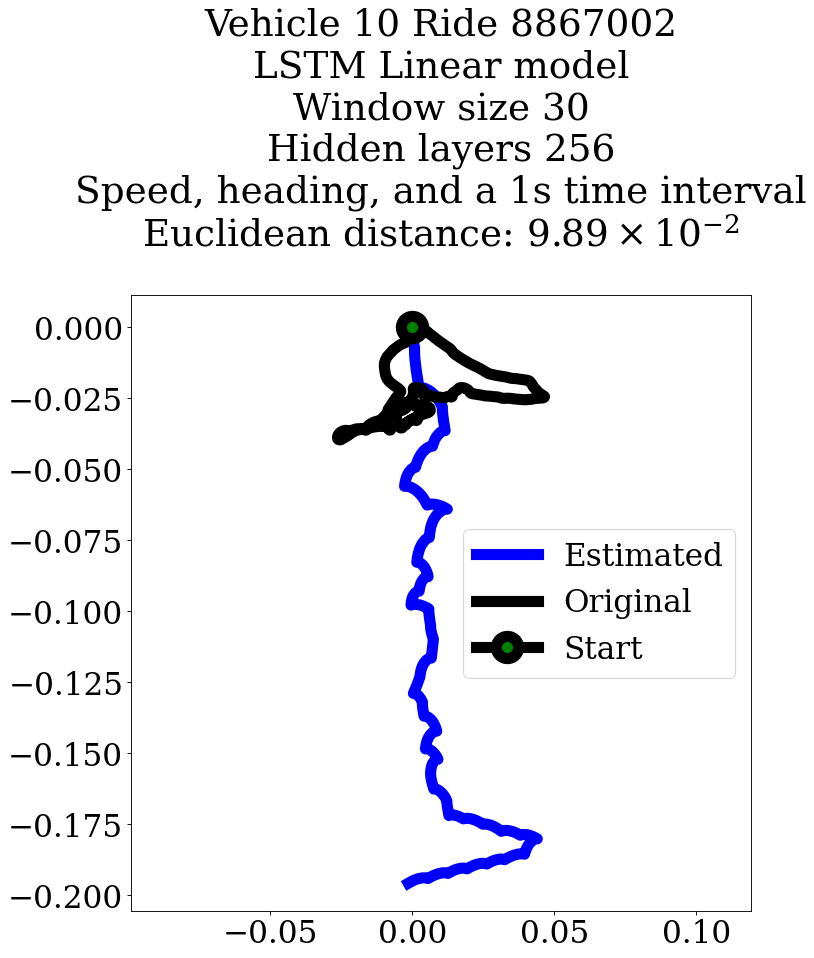 Vehicle 10 Ride 8867002
LSTM Linear model
Window size 30
Hidden layers 256
Speed, heading, and a 1s time interval
Euclidean distance: 9.89 × 10⁻²
0.000
−0.025
−0.050
−0.075
−0.100
−0.125
−0.150
−0.175
−0.200
Estimated
Original
Start
−0.05 0.00 0.05 0.10